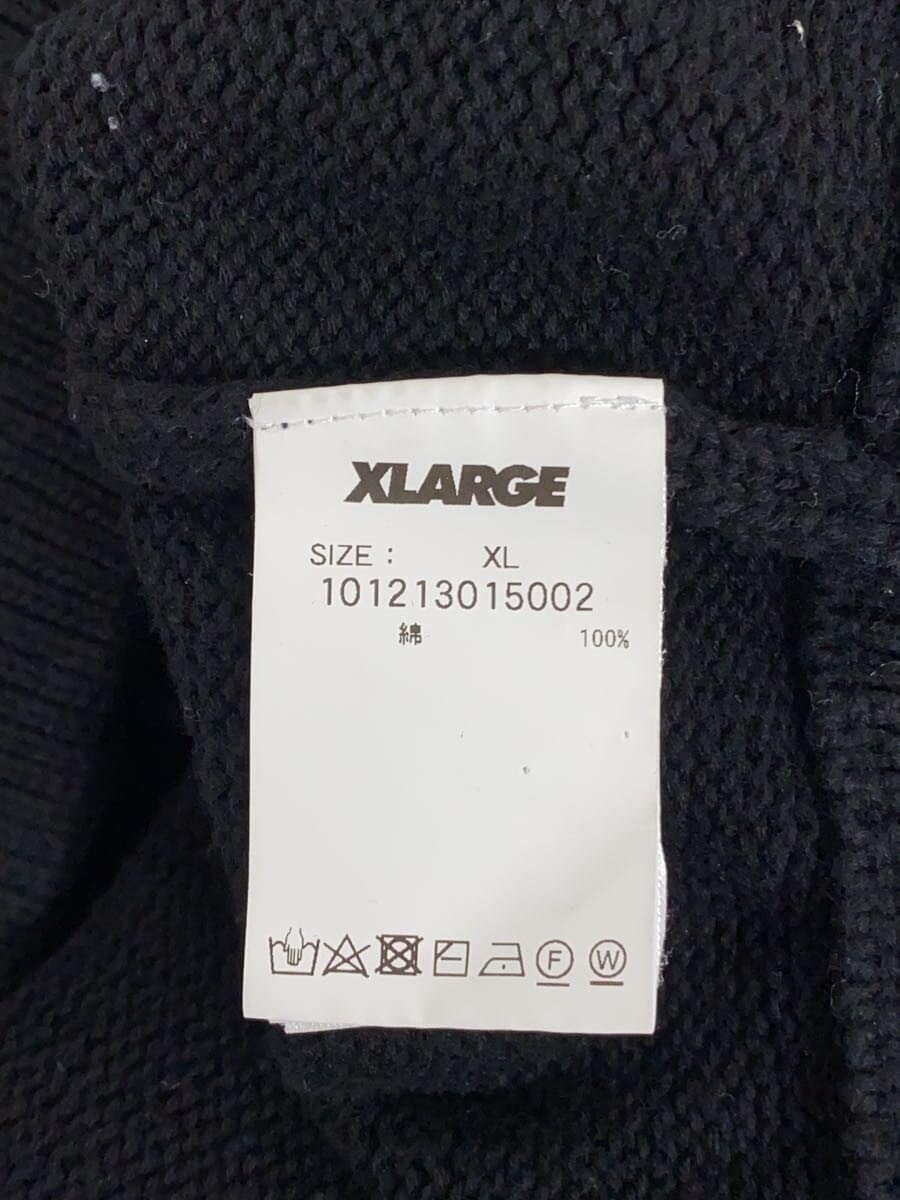 XLARGE
SIZE : XL
101213015002
綿 100%
F W